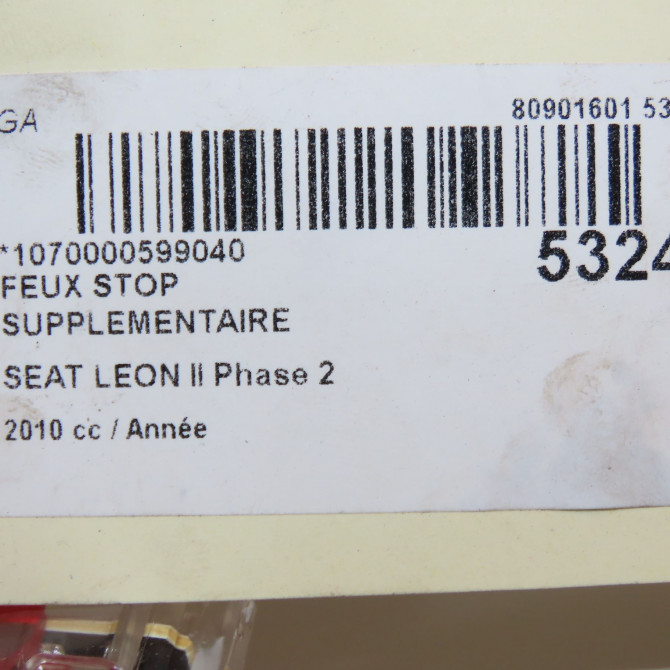 GA
80901601 53
*1070000599040
5324
FEUX STOP
SUPPLEMENTAIRE
SEAT LEON II Phase 2
2010 cc / Année